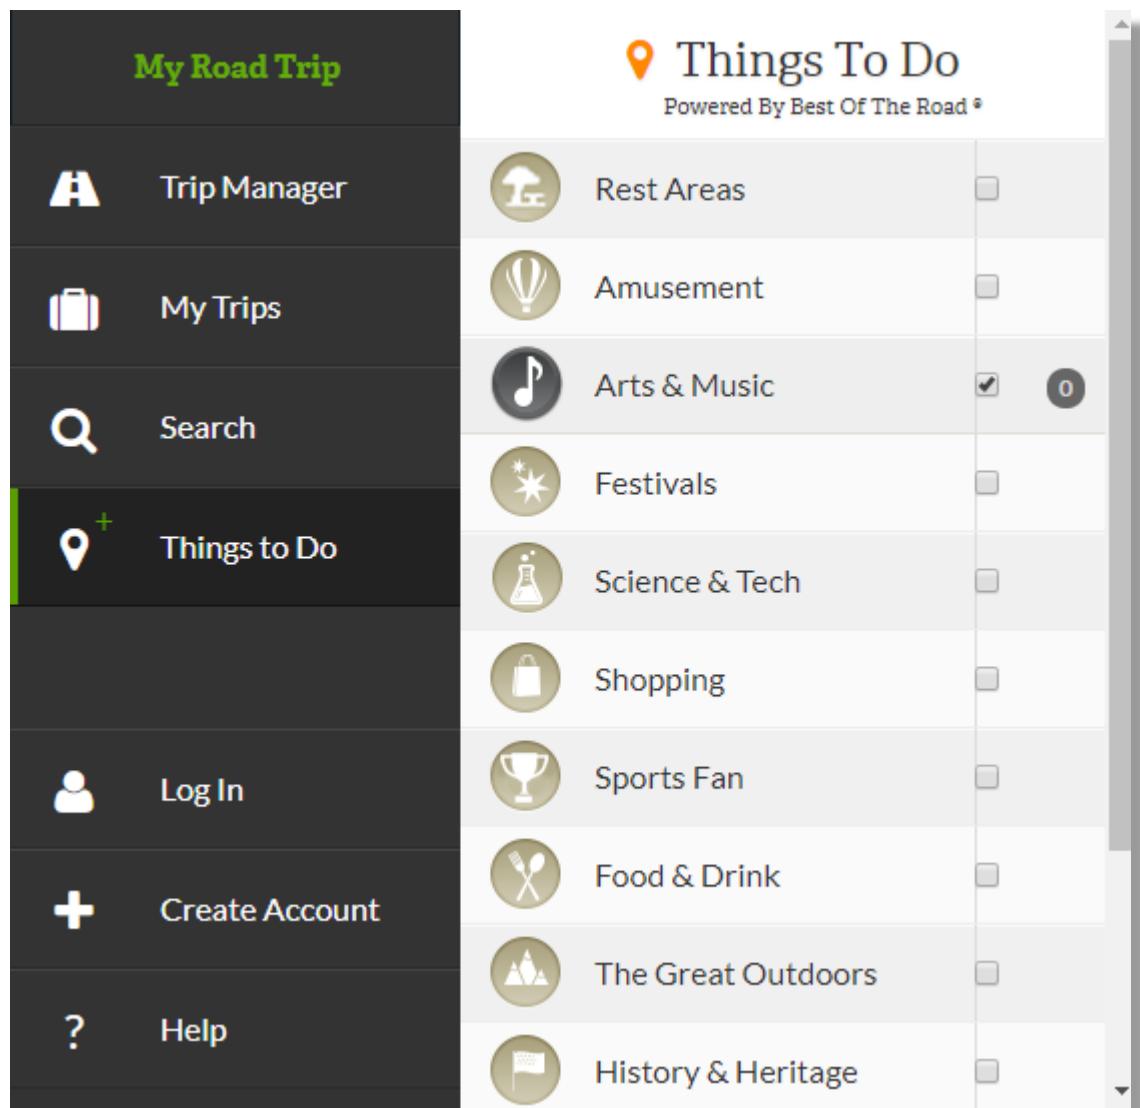 My Road Trip
Trip Manager
My Trips
Search
Things to Do
Log In
Create Account
Help
Things To Do
Powered By Best Of The Road ®
Rest Areas
Amusement
Arts & Music 0
Festivals
Science & Tech
Shopping
Sports Fan
Food & Drink
The Great Outdoors
History & Heritage